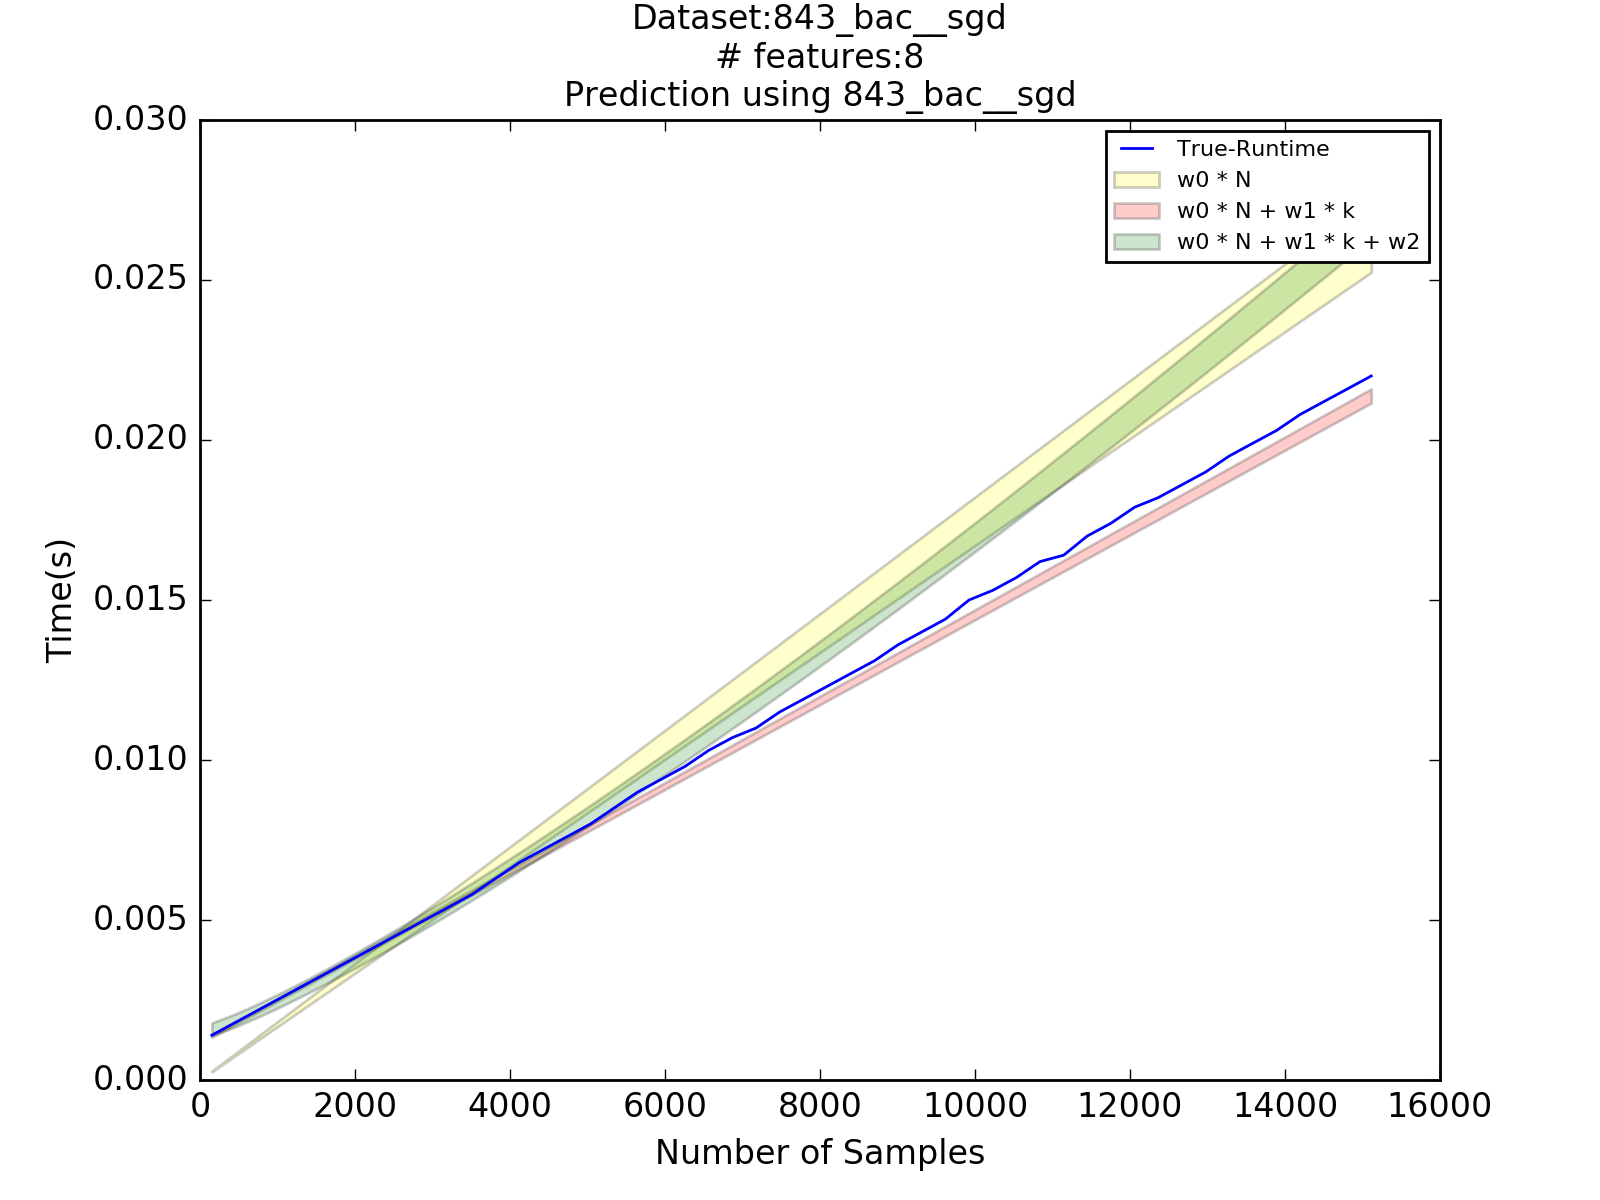 Dataset:843_bac__sgd
# features:8
Prediction using 843_bac__sgd
0.030
0.025
0.020
0.015
0.010
0.005
0.000
Time(s)
True-Runtime
w0 * N
w0 * N + w1 * k
w0 * N + w1 * k + w2
0 2000 4000 6000 8000 10000 12000 14000 16000
Number of Samples